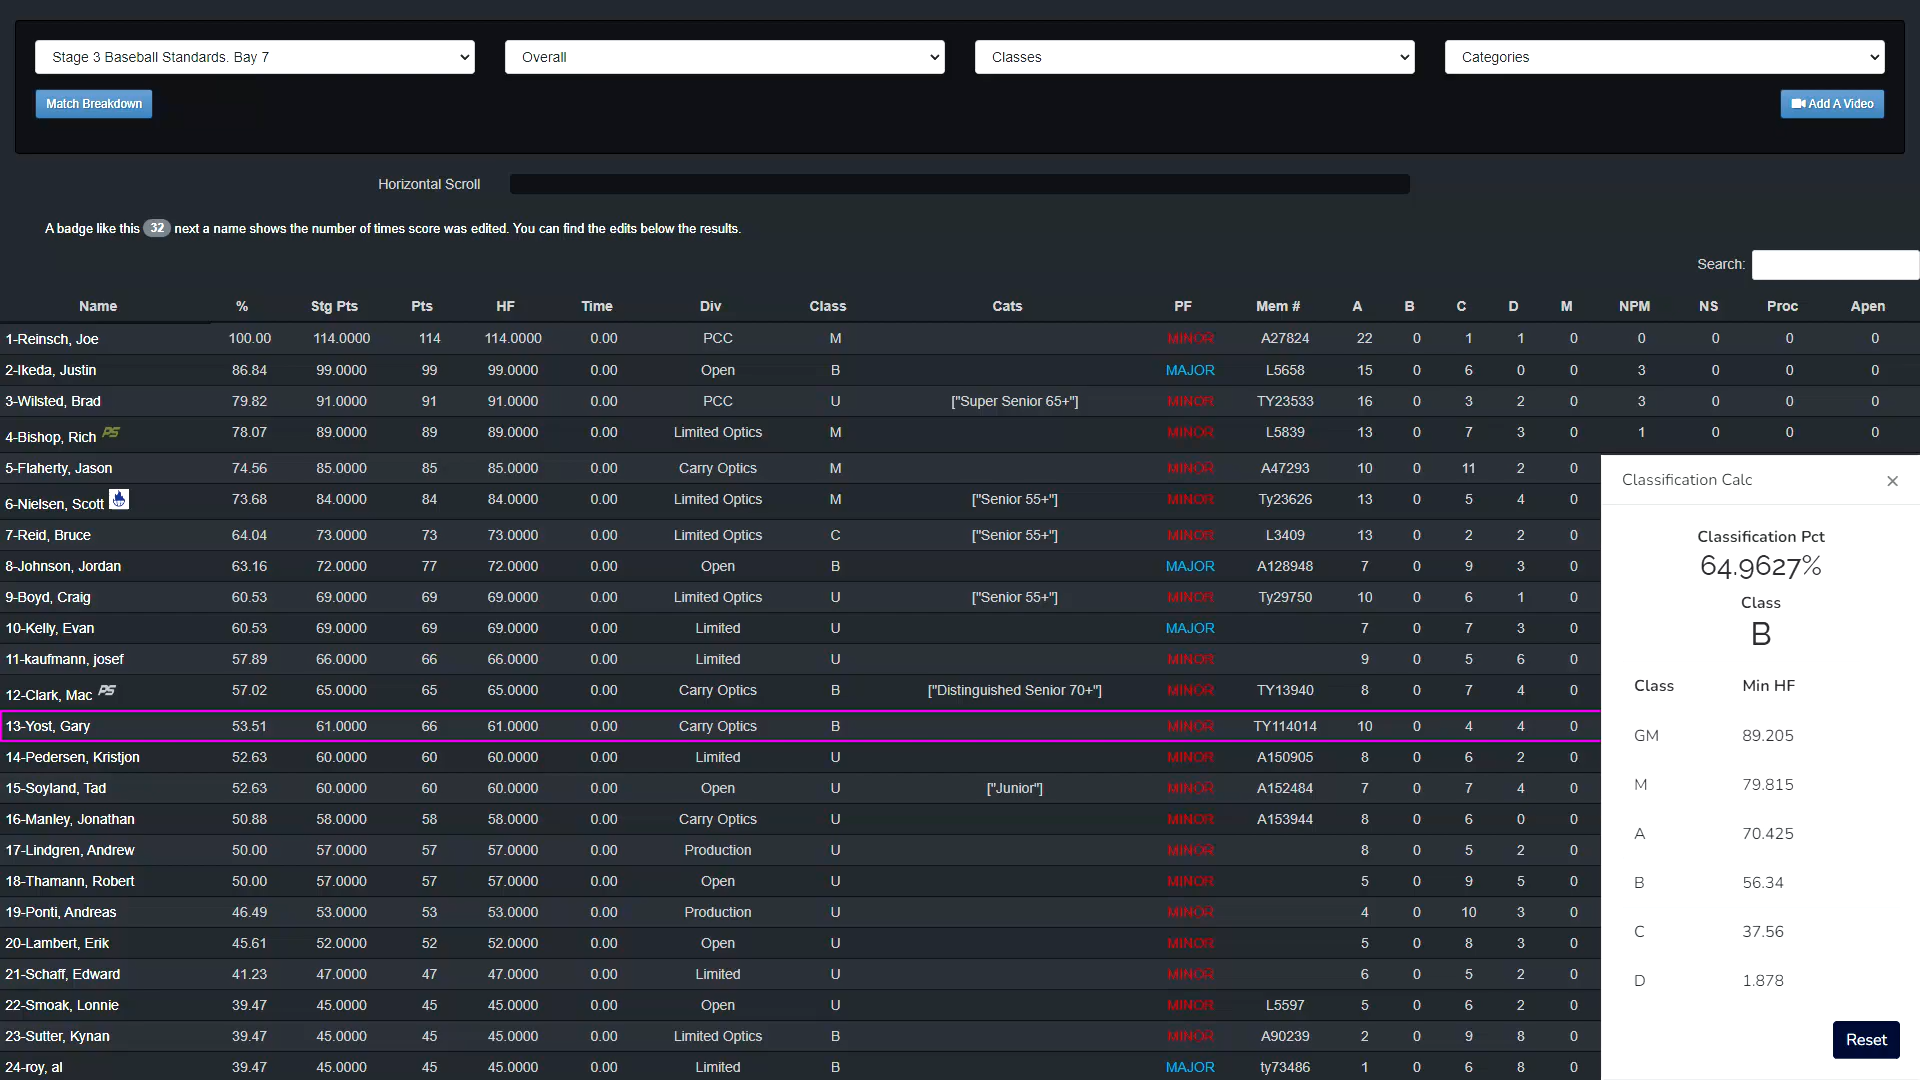 Stage 3 Baseball Standards. Bay 7 Overall Classes Categories
Match Breakdown Add A Video
Horizontal Scroll
A badge like this 32 next a name shows the number of times score was edited. You can find the edits below the results.
Search:
Name % Stg Pts Pts HF Time Div Class Cats PF Mem # A B C D M NPM NS Proc Apen
1-Reinsch, Joe 100.00 114.0000 114 114.0000 0.00 PCC M MINOR A27824 22 0 1 1 0 0 0 0 0
2-Ikeda, Justin 86.84 99.0000 99 99.0000 0.00 Open B MAJOR L5658 15 0 6 0 0 3 0 0 0
3-Wilsted, Brad 79.82 91.0000 91 91.0000 0.00 PCC U ["Super Senior 65+"] MINOR TY23533 16 0 3 2 0 3 0 0 0
4-Bishop, Rich PS 78.07 89.0000 89 89.0000 0.00 Limited Optics M MINOR L5839 13 0 7 3 0 1 0 0 0
5-Flaherty, Jason 74.56 85.0000 85 85.0000 0.00 Carry Optics M MINOR A47293 10 0 11 2 0
6-Nielsen, Scott 73.68 84.0000 84 84.0000 0.00 Limited Optics M ["Senior 55+"] MINOR Ty23626 13 0 5 4 0
7-Reid, Bruce 64.04 73.0000 73 73.0000 0.00 Limited Optics C ["Senior 55+"] MINOR L3409 13 0 2 2 0
8-Johnson, Jordan 63.16 72.0000 77 72.0000 0.00 Open B MAJOR A128948 7 0 9 3 0
9-Boyd, Craig 60.53 69.0000 69 69.0000 0.00 Limited Optics U ["Senior 55+"] MINOR Ty29750 10 0 6 1 0
10-Kelly, Evan 60.53 69.0000 69 69.0000 0.00 Limited U MAJOR 7 0 7 3 0
11-kaufmann, josef 57.89 66.0000 66 66.0000 0.00 Limited U MINOR 9 0 5 6 0
12-Clark, Mac PS 57.02 65.0000 65 65.0000 0.00 Carry Optics B ["Distinguished Senior 70+"] MINOR TY13940 8 0 7 4 0
13-Yost, Gary 53.51 61.0000 66 61.0000 0.00 Carry Optics B MINOR TY114014 10 0 4 4 0
14-Pedersen, Kristjon 52.63 60.0000 60 60.0000 0.00 Limited U MINOR A150905 8 0 6 2 0
15-Soyland, Tad 52.63 60.0000 60 60.0000 0.00 Open U ["Junior"] MINOR A152484 7 0 7 4 0
16-Manley, Jonathan 50.88 58.0000 58 58.0000 0.00 Carry Optics U MINOR A153944 8 0 6 0 0
17-Lindgren, Andrew 50.00 57.0000 57 57.0000 0.00 Production U MINOR 8 0 5 2 0
18-Thamann, Robert 50.00 57.0000 57 57.0000 0.00 Open U MINOR 5 0 9 5 0
19-Ponti, Andreas 46.49 53.0000 53 53.0000 0.00 Production U MINOR 4 0 10 3 0
20-Lambert, Erik 45.61 52.0000 52 52.0000 0.00 Open U MINOR 5 0 8 3 0
21-Schaff, Edward 41.23 47.0000 47 47.0000 0.00 Limited U MINOR 6 0 5 2 0
22-Smoak, Lonnie 39.47 45.0000 45 45.0000 0.00 Open U MINOR L5597 5 0 6 2 0
23-Sutter, Kynan 39.47 45.0000 45 45.0000 0.00 Limited Optics B MINOR A90239 2 0 9 8 0
24-roy, al 39.47 45.0000 45 45.0000 0.00 Limited B MAJOR ty73486 1 0 6 8 0
Classification Calc ×
Classification Pct
64.9627%
Class
B
Class Min HF
GM 89.205
M 79.815
A 70.425
B 56.34
C 37.56
D 1.878
Reset